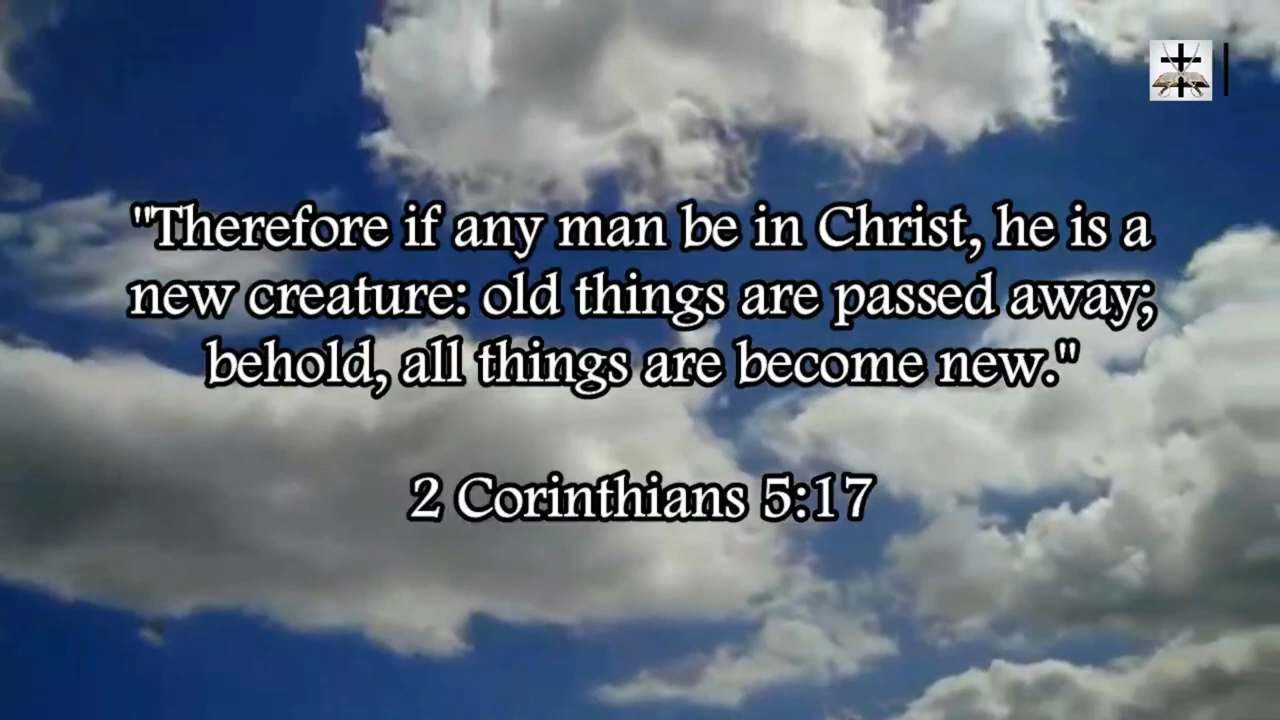 "Therefore if any man be in Christ, he is a
new creature: old things are passed away;
behold, all things are become new."
2 Corinthians 5:17